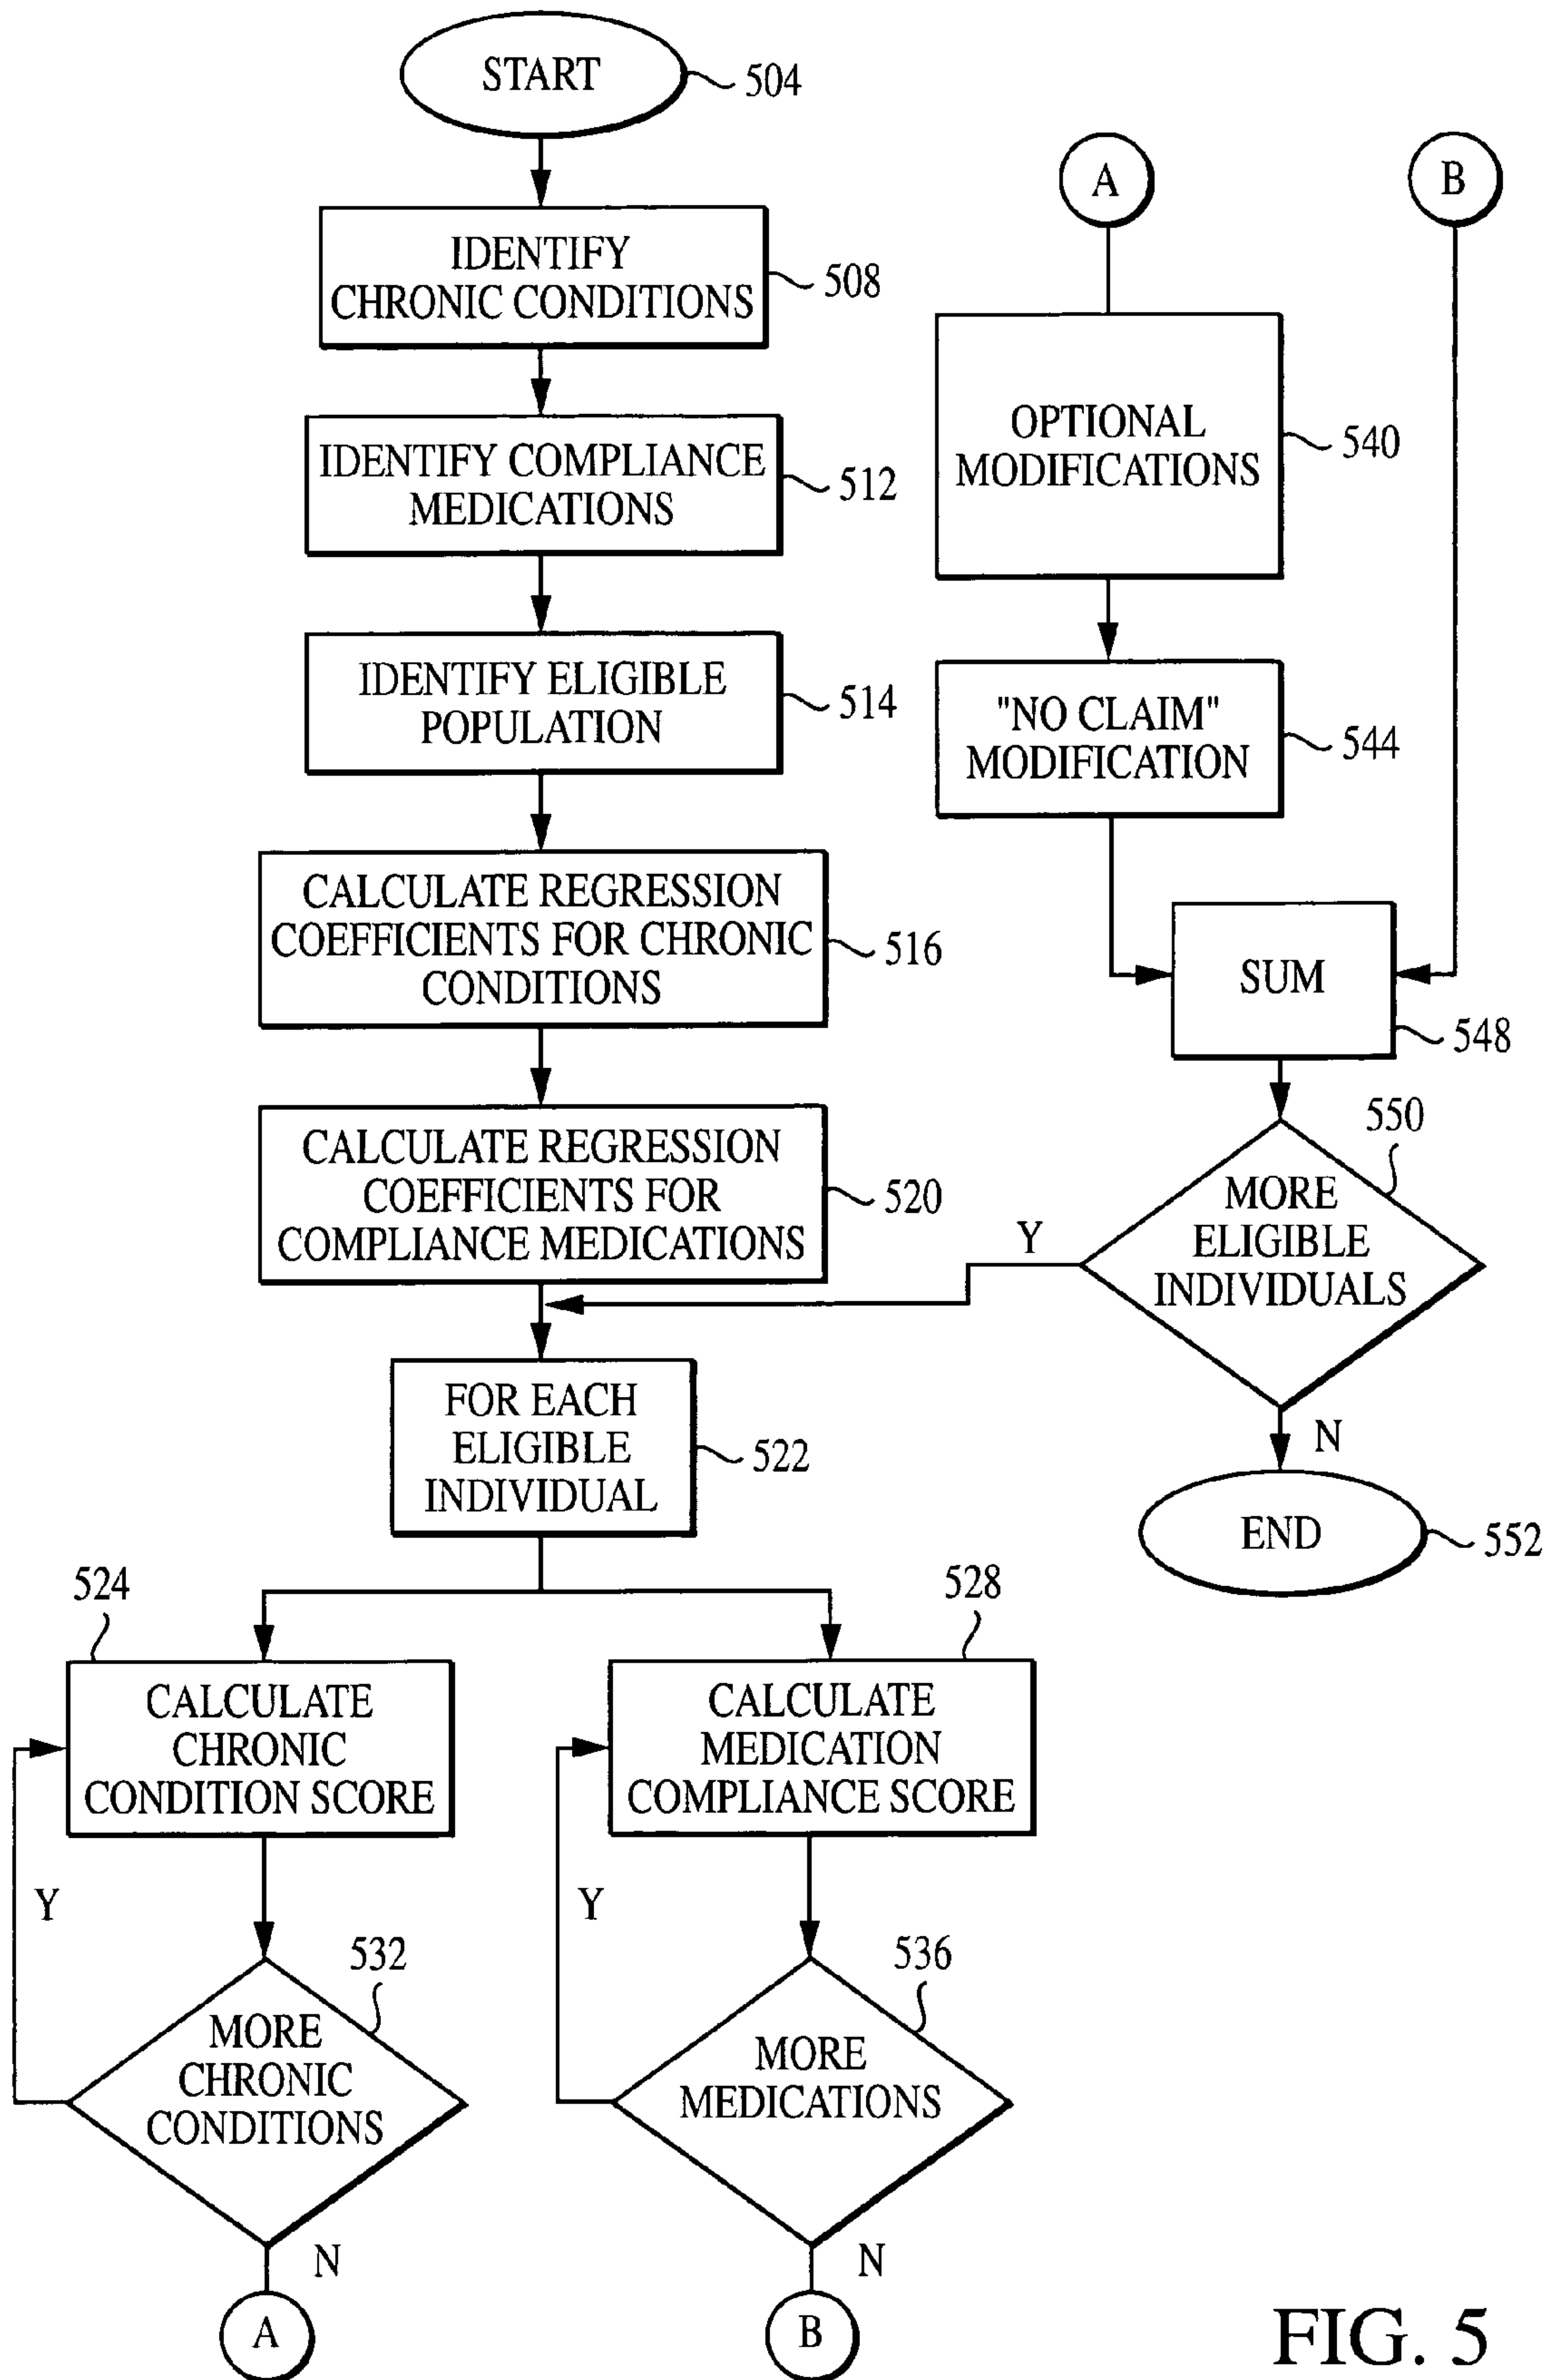 START
504
IDENTIFY
CHRONIC CONDITIONS
508
IDENTIFY COMPLIANCE
MEDICATIONS
512
IDENTIFY ELIGIBLE
POPULATION
514
CALCULATE REGRESSION
COEFFICIENTS FOR CHRONIC
CONDITIONS
516
CALCULATE REGRESSION
COEFFICIENTS FOR
COMPLIANCE MEDICATIONS
520
FOR EACH
ELIGIBLE
INDIVIDUAL
522
524
CALCULATE
CHRONIC
CONDITION SCORE
Y
532
MORE
CHRONIC
CONDITIONS
N
A
528
CALCULATE
MEDICATION
COMPLIANCE SCORE
Y
536
MORE
MEDICATIONS
N
B
A
OPTIONAL
MODIFICATIONS
540
"NO CLAIM"
MODIFICATION
544
B
SUM
548
550
MORE
ELIGIBLE
INDIVIDUALS
Y
N
END
552
FIG. 5